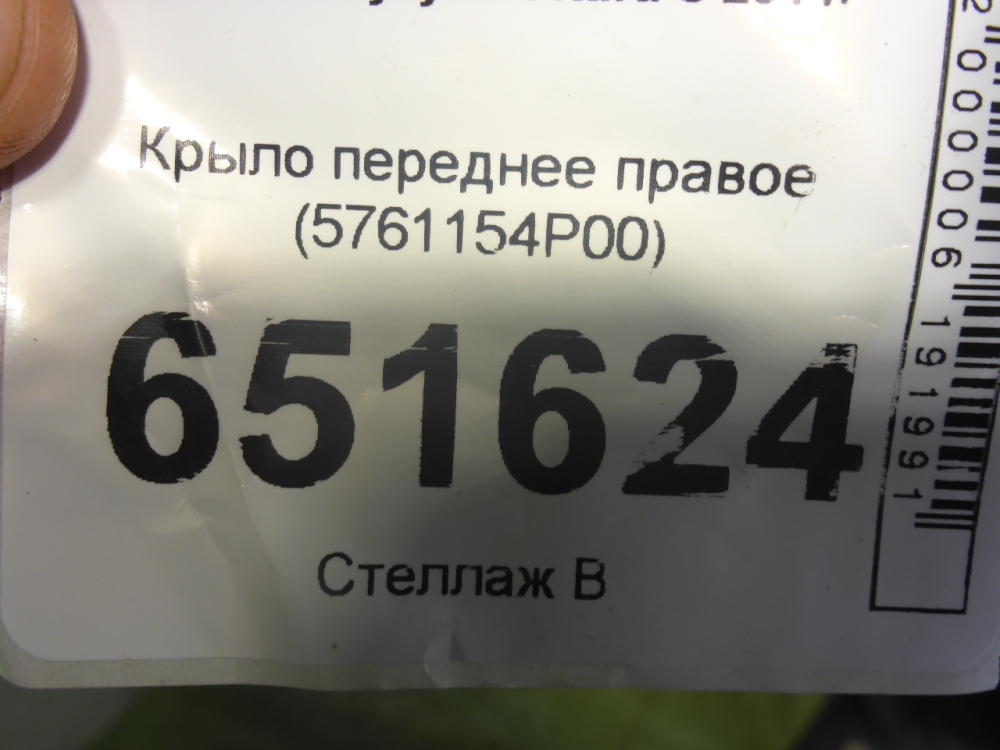 Крыло переднее правое
(5761154P00)
651624
Стеллаж В
2000006191991